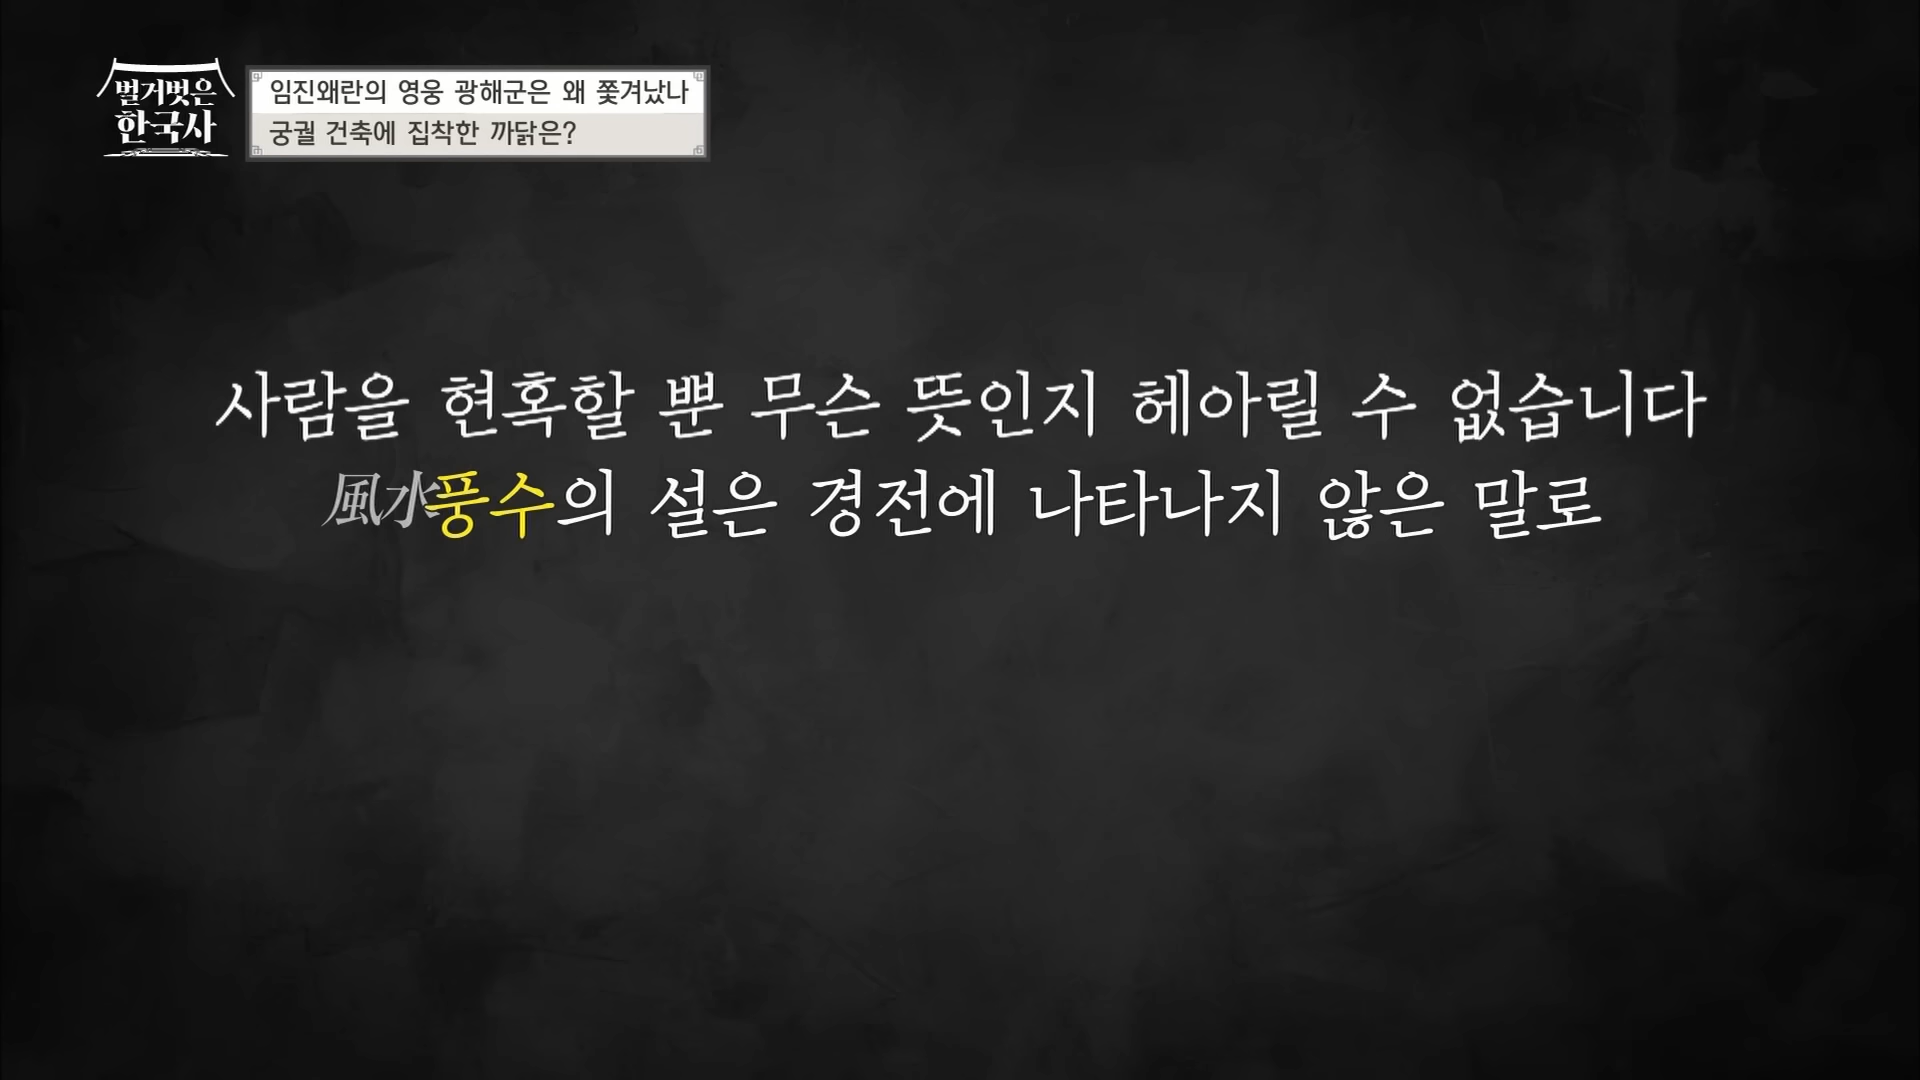 벌거벗은
한국사
임진왜란의 영웅 광해군은 왜 쫓겨났나
궁궐 건축에 집착한 까닭은?
사람을 현혹할 뿐 무슨 뜻인지 헤아릴 수 없습니다
風水풍수의 설은 경전에 나타나지 않은 말로